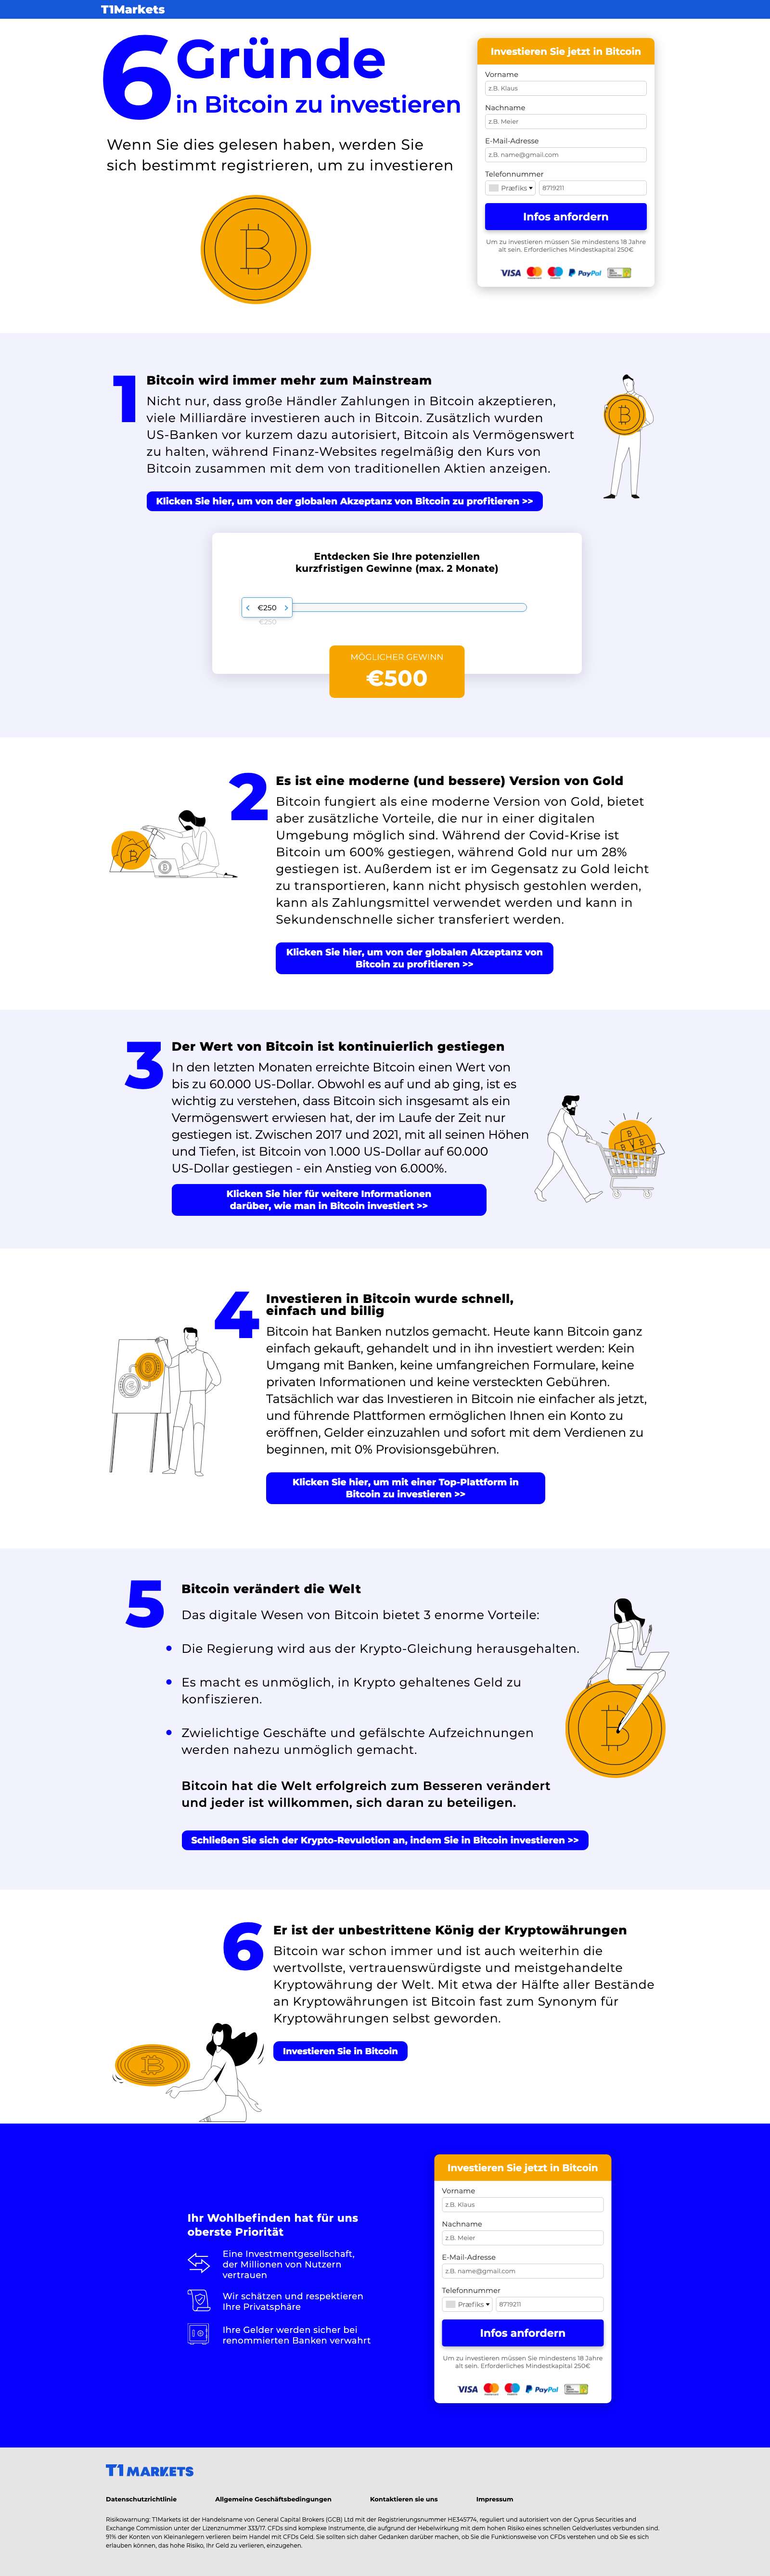 T1Markets
6 Gründe
in Bitcoin zu investieren
Wenn Sie dies gelesen haben, werden Sie
sich bestimmt registrieren, um zu investieren
Investieren Sie jetzt in Bitcoin
Vorname
z.B. Klaus
Nachname
z.B. Meier
E-Mail-Adresse
z.B. name@gmail.com
Telefonnummer
Præfiks
8719211
Infos anfordern
Um zu investieren müssen Sie mindestens 18 Jahre
alt sein. Erforderliches Mindestkapital 250€
VISA
PayPal
1
Bitcoin wird immer mehr zum Mainstream
Nicht nur, dass große Händler Zahlungen in Bitcoin akzeptieren,
viele Milliardäre investieren auch in Bitcoin. Zusätzlich wurden
US-Banken vor kurzem dazu autorisiert, Bitcoin als Vermögenswert
zu halten, während Finanz-Websites regelmäßig den Kurs von
Bitcoin zusammen mit dem von traditionellen Aktien anzeigen.
Klicken Sie hier, um von der globalen Akzeptanz von Bitcoin zu profitieren >>
Entdecken Sie Ihre potenziellen
kurzfristigen Gewinne (max. 2 Monate)
< €250 >
€250
MÖGLICHER GEWINN
€500
2
Es ist eine moderne (und bessere) Version von Gold
Bitcoin fungiert als eine moderne Version von Gold, bietet
aber zusätzliche Vorteile, die nur in einer digitalen
Umgebung möglich sind. Während der Covid-Krise ist
Bitcoin um 600% gestiegen, während Gold nur um 28%
gestiegen ist. Außerdem ist er im Gegensatz zu Gold leicht
zu transportieren, kann nicht physisch gestohlen werden,
kann als Zahlungsmittel verwendet werden und kann in
Sekundenschnelle sicher transferiert werden.
Klicken Sie hier, um von der globalen Akzeptanz von
Bitcoin zu profitieren >>
3
Der Wert von Bitcoin ist kontinuierlich gestiegen
In den letzten Monaten erreichte Bitcoin einen Wert von
bis zu 60.000 US-Dollar. Obwohl es auf und ab ging, ist es
wichtig zu verstehen, dass Bitcoin sich insgesamt als ein
Vermögenswert erwiesen hat, der im Laufe der Zeit nur
gestiegen ist. Zwischen 2017 und 2021, mit all seinen Höhen
und Tiefen, ist Bitcoin von 1.000 US-Dollar auf 60.000
US-Dollar gestiegen - ein Anstieg von 6.000%.
Klicken Sie hier für weitere Informationen
darüber, wie man in Bitcoin investiert >>
4
Investieren in Bitcoin wurde schnell,
einfach und billig
Bitcoin hat Banken nutzlos gemacht. Heute kann Bitcoin ganz
einfach gekauft, gehandelt und in ihn investiert werden: Kein
Umgang mit Banken, keine umfangreichen Formulare, keine
privaten Informationen und keine versteckten Gebühren.
Tatsächlich war das Investieren in Bitcoin nie einfacher als jetzt,
und führende Plattformen ermöglichen Ihnen ein Konto zu
eröffnen, Gelder einzuzahlen und sofort mit dem Verdienen zu
beginnen, mit 0% Provisionsgebühren.
Klicken Sie hier, um mit einer Top-Plattform in
Bitcoin zu investieren >>
5
Bitcoin verändert die Welt
Das digitale Wesen von Bitcoin bietet 3 enorme Vorteile:
• Die Regierung wird aus der Krypto-Gleichung herausgehalten.
• Es macht es unmöglich, in Krypto gehaltenes Geld zu
konfiszieren.
• Zwielichtige Geschäfte und gefälschte Aufzeichnungen
werden nahezu unmöglich gemacht.
Bitcoin hat die Welt erfolgreich zum Besseren verändert
und jeder ist willkommen, sich daran zu beteiligen.
Schließen Sie sich der Krypto-Revulotion an, indem Sie in Bitcoin investieren >>
6
Er ist der unbestrittene König der Kryptowährungen
Bitcoin war schon immer und ist auch weiterhin die
wertvollste, vertrauenswürdigste und meistgehandelte
Kryptowährung der Welt. Mit etwa der Hälfte aller Bestände
an Kryptowährungen ist Bitcoin fast zum Synonym für
Kryptowährungen selbst geworden.
Investieren Sie in Bitcoin
Ihr Wohlbefinden hat für uns
oberste Priorität
Eine Investmentgesellschaft,
der Millionen von Nutzern
vertrauen
Wir schätzen und respektieren
Ihre Privatsphäre
Ihre Gelder werden sicher bei
renommierten Banken verwahrt
Investieren Sie jetzt in Bitcoin
Vorname
z.B. Klaus
Nachname
z.B. Meier
E-Mail-Adresse
z.B. name@gmail.com
Telefonnummer
Præfiks
8719211
Infos anfordern
Um zu investieren müssen Sie mindestens 18 Jahre
alt sein. Erforderliches Mindestkapital 250€
VISA
PayPal
T1 MARKETS
Datenschutzrichtlinie
Allgemeine Geschäftsbedingungen
Kontaktieren sie uns
Impressum
Risikowarnung: T1Markets ist der Handelsname von General Capital Brokers (GCB) Ltd mit der Registrierungsnummer HE345774, reguliert und autorisiert von der Cyprus Securities and
Exchange Commission unter der Lizenznummer 333/17. CFDs sind komplexe Instrumente, die aufgrund der Hebelwirkung mit dem hohen Risiko eines schnellen Geldverlustes verbunden sind.
91% der Konten von Kleinanlegern verlieren beim Handel mit CFDs Geld. Sie sollten sich daher Gedanken darüber machen, ob Sie die Funktionsweise von CFDs verstehen und ob Sie es sich
erlauben können, das hohe Risiko, Ihr Geld zu verlieren, einzugehen.